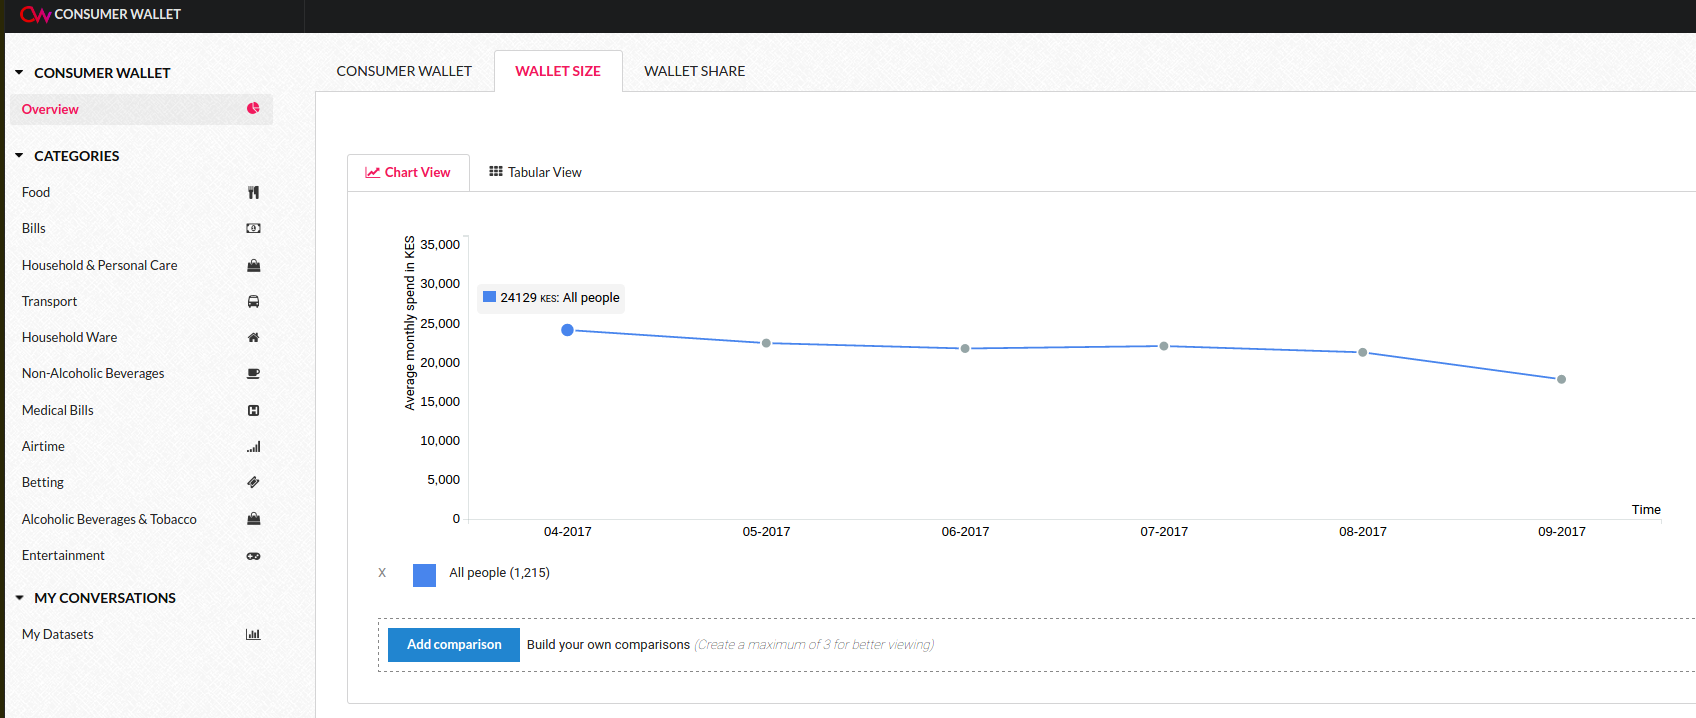 CW CONSUMER WALLET
CONSUMER WALLET
Overview
CATEGORIES
Food
Bills
Household & Personal Care
Transport
Household Ware
Non-Alcoholic Beverages
Medical Bills
Airtime
Betting
Alcoholic Beverages & Tobacco
Entertainment
MY CONVERSATIONS
My Datasets
CONSUMER WALLET
WALLET SIZE
WALLET SHARE
Chart View
Tabular View
Average monthly spend in KES
35,000
30,000
25,000
20,000
15,000
10,000
5,000
0
24129 KES: All people
Time
04-2017
05-2017
06-2017
07-2017
08-2017
09-2017
X All people (1,215)
Add comparison Build your own comparisons (Create a maximum of 3 for better viewing)